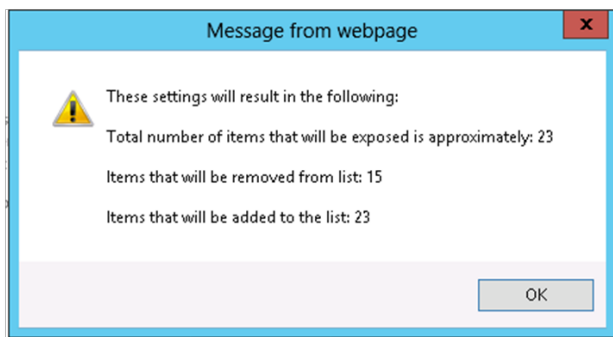 Message from webpage
x
These settings will result in the following:
Total number of items that will be exposed is approximately: 23
Items that will be removed from list: 15
Items that will be added to the list: 23
OK